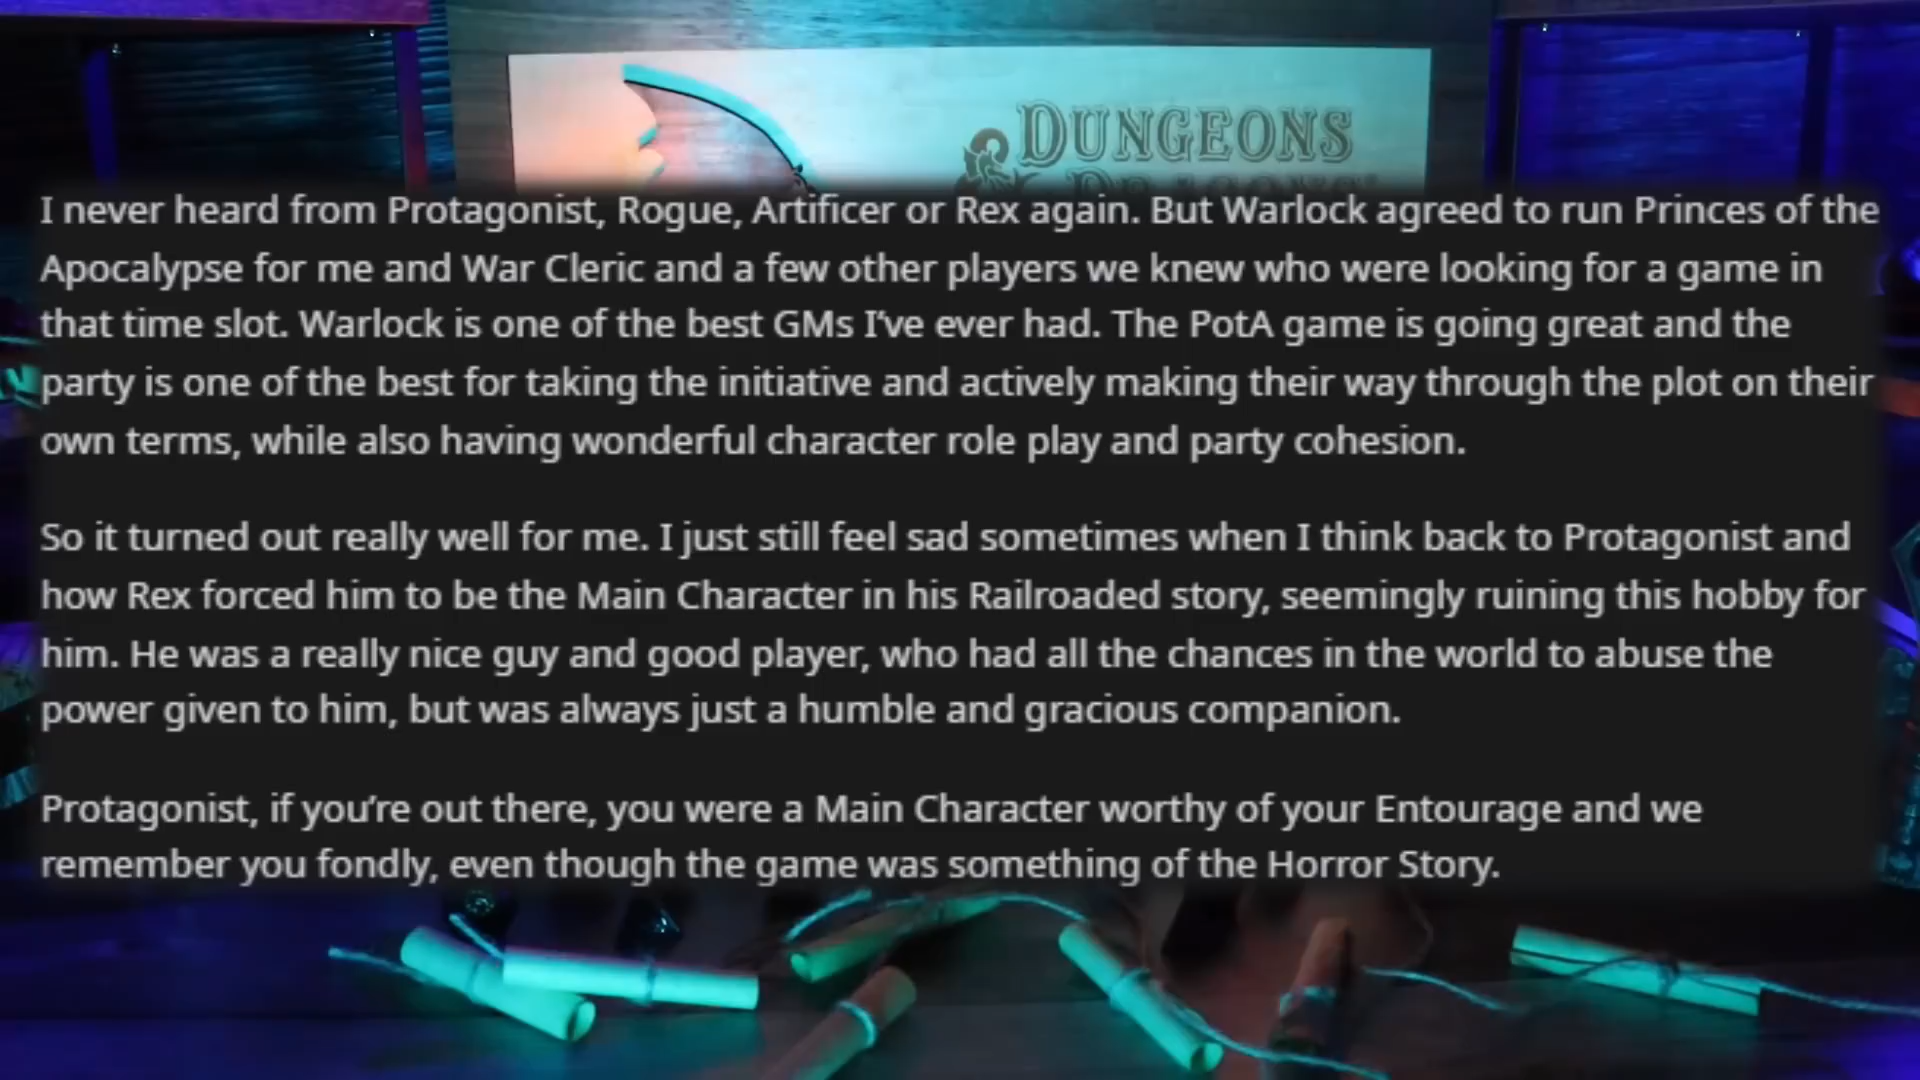 DUNGEONS
I never heard from Protagonist, Rogue, Artificer or Rex again. But Warlock agreed to run Princes of the
Apocalypse for me and War Cleric and a few other players we knew who were looking for a game in
that time slot. Warlock is one of the best GMs I’ve ever had. The PotA game is going great and the
party is one of the best for taking the initiative and actively making their way through the plot on their
own terms, while also having wonderful character role play and party cohesion.
So it turned out really well for me. I just still feel sad sometimes when I think back to Protagonist and
how Rex forced him to be the Main Character in his Railroaded story, seemingly ruining this hobby for
him. He was a really nice guy and good player, who had all the chances in the world to abuse the
power given to him, but was always just a humble and gracious companion.
Protagonist, if you’re out there, you were a Main Character worthy of your Entourage and we
remember you fondly, even though the game was something of the Horror Story.